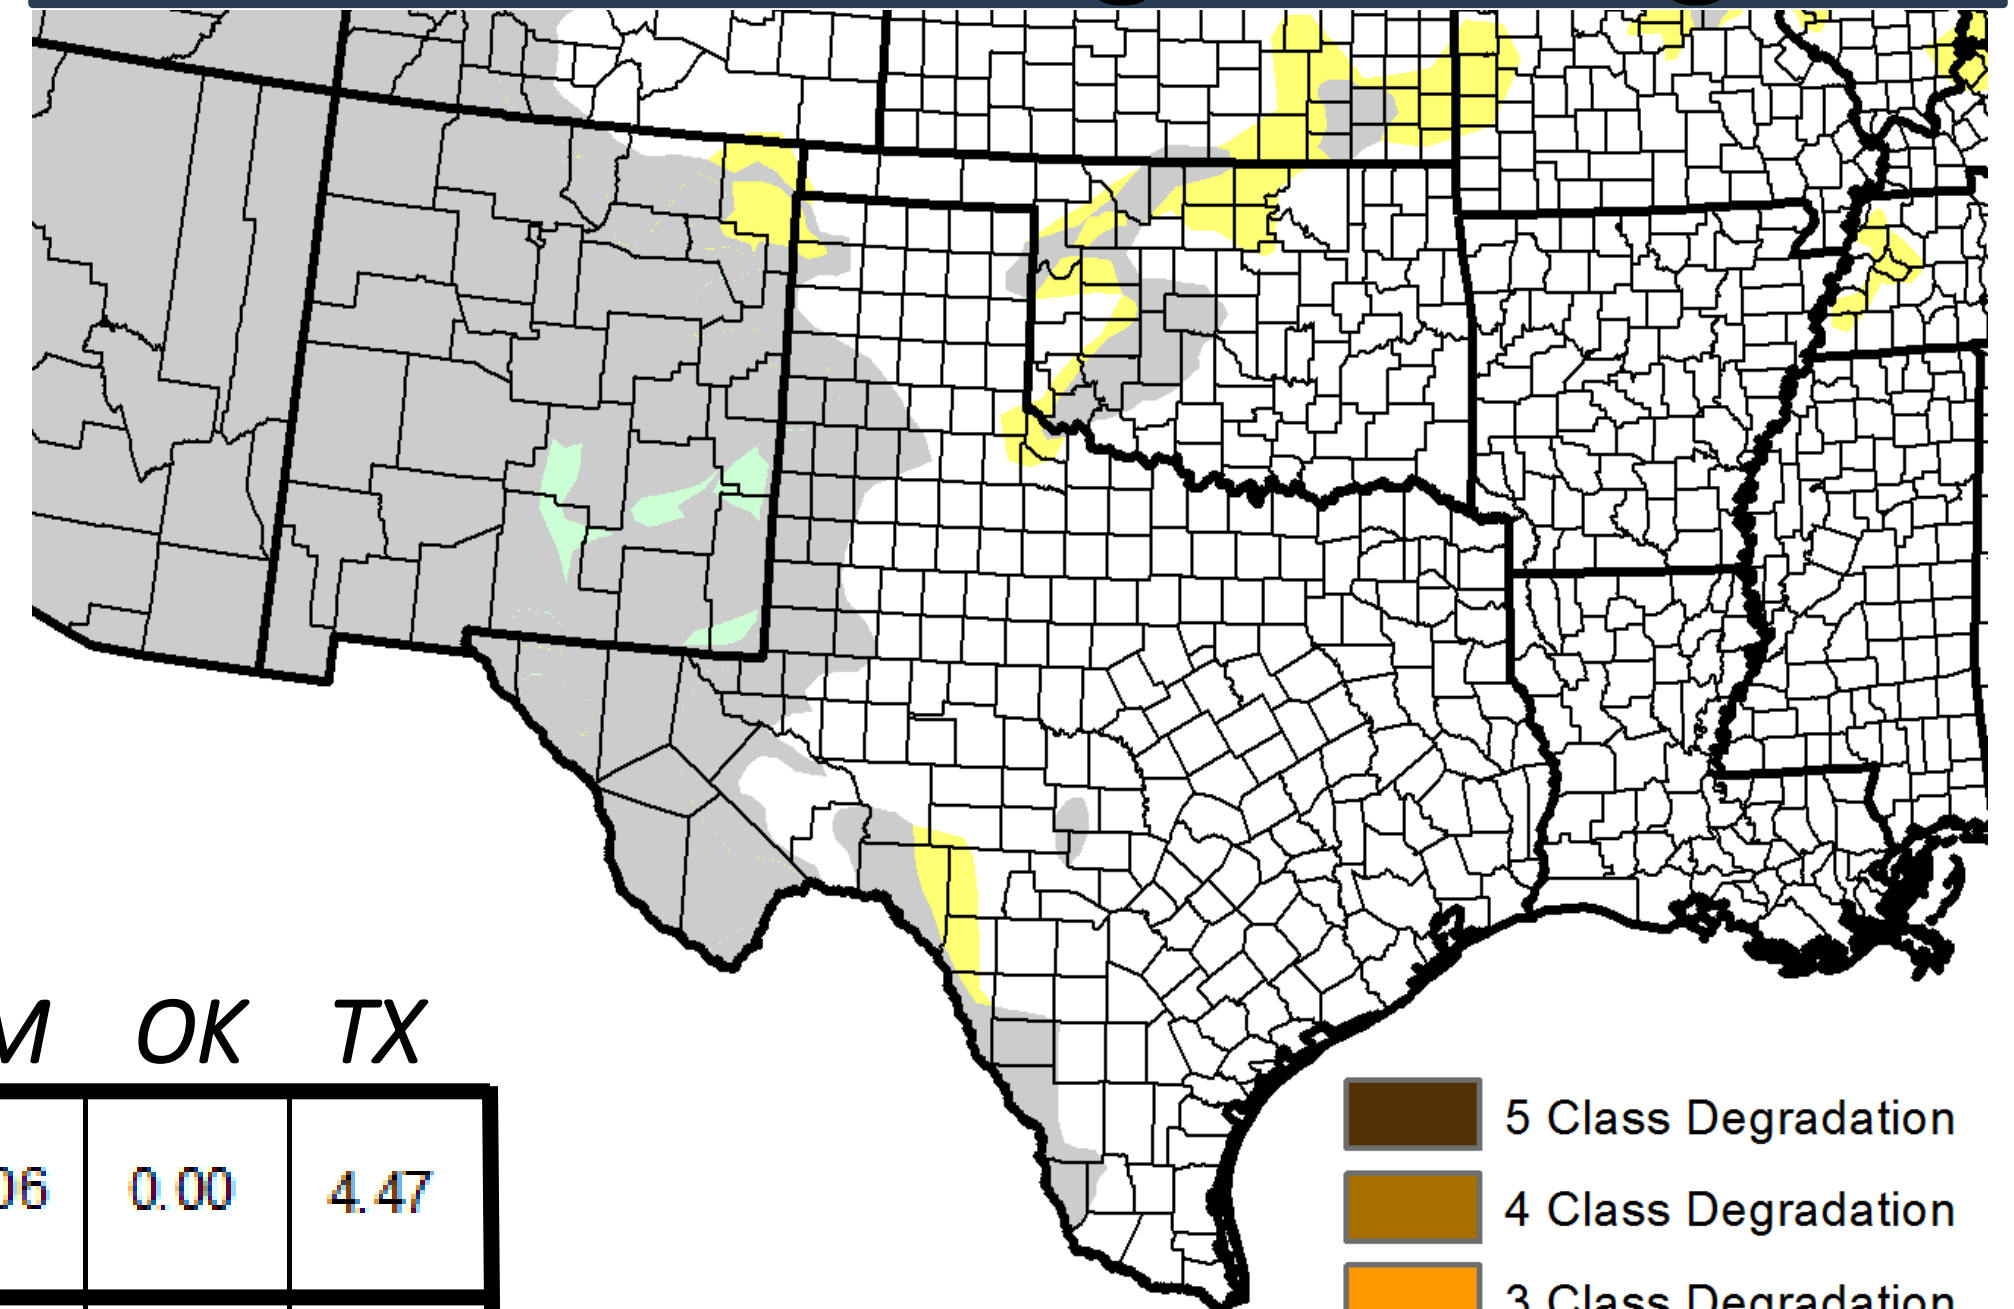 M OK TX
06 0.00 4.47
5 Class Degradation
4 Class Degradation
3 Class Degradation